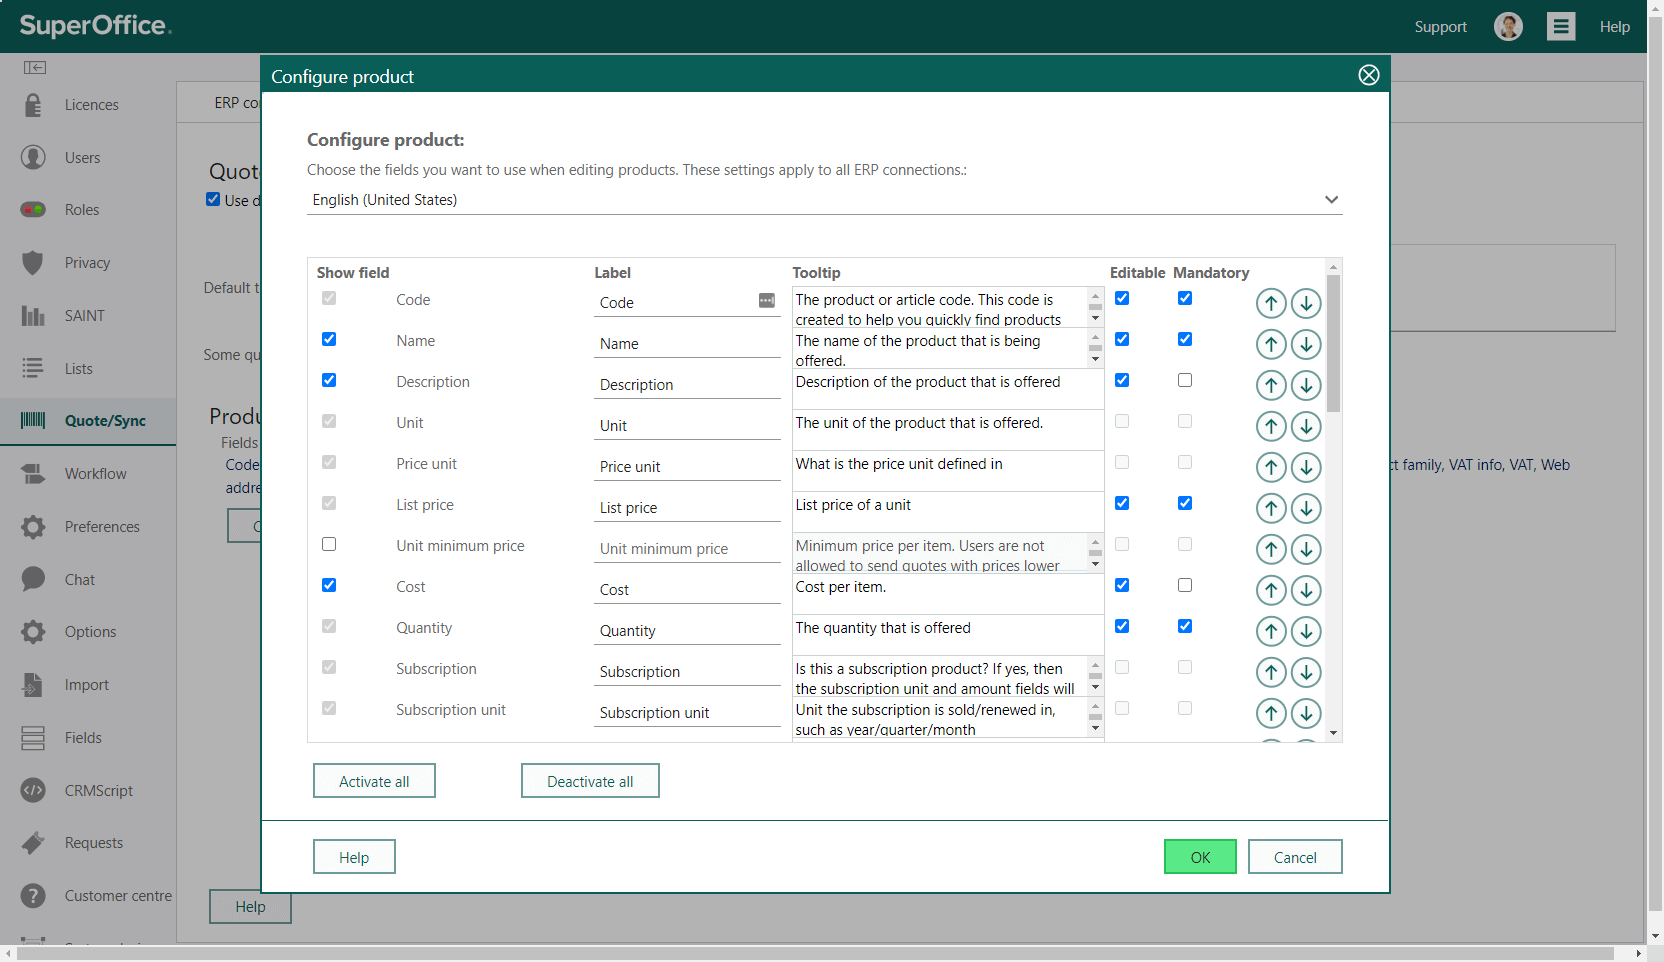 SuperOffice.
Support
Help
Configure product
Licences
Users
Roles
Privacy
SAINT
Lists
Quote/Sync
Workflow
Preferences
Chat
Options
Import
Fields
CRMScript
Requests
Customer centre
ERP co
Quot
Use d
Default t
Some qu
Produ
Fields
Code
addre
C
ct family, VAT info, VAT, Web
Help
Configure product:
Choose the fields you want to use when editing products. These settings apply to all ERP connections.:
English (United States)
Show field Label Tooltip Editable Mandatory
Code Code The product or article code. This code is
created to help you quickly find products
Name Name The name of the product that is being
offered.
Description Description Description of the product that is offered
Unit Unit The unit of the product that is offered.
Price unit Price unit What is the price unit defined in
List price List price List price of a unit
Unit minimum price Unit minimum price Minimum price per item. Users are not
allowed to send quotes with prices lower
Cost Cost Cost per item.
Quantity Quantity The quantity that is offered
Subscription Subscription Is this a subscription product? If yes, then
the subscription unit and amount fields will
Subscription unit Subscription unit Unit the subscription is sold/renewed in,
such as year/quarter/month
Activate all Deactivate all
Help OK Cancel